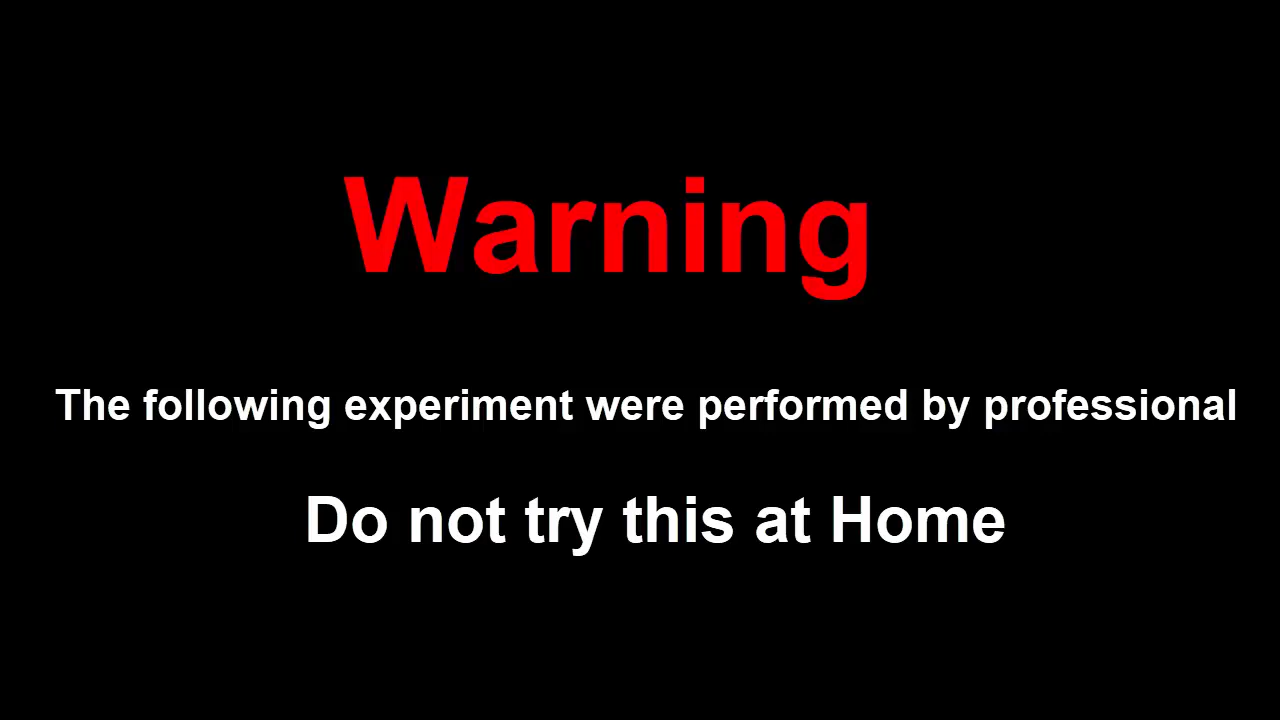 Warning
The following experiment were performed by professional
Do not try this at Home